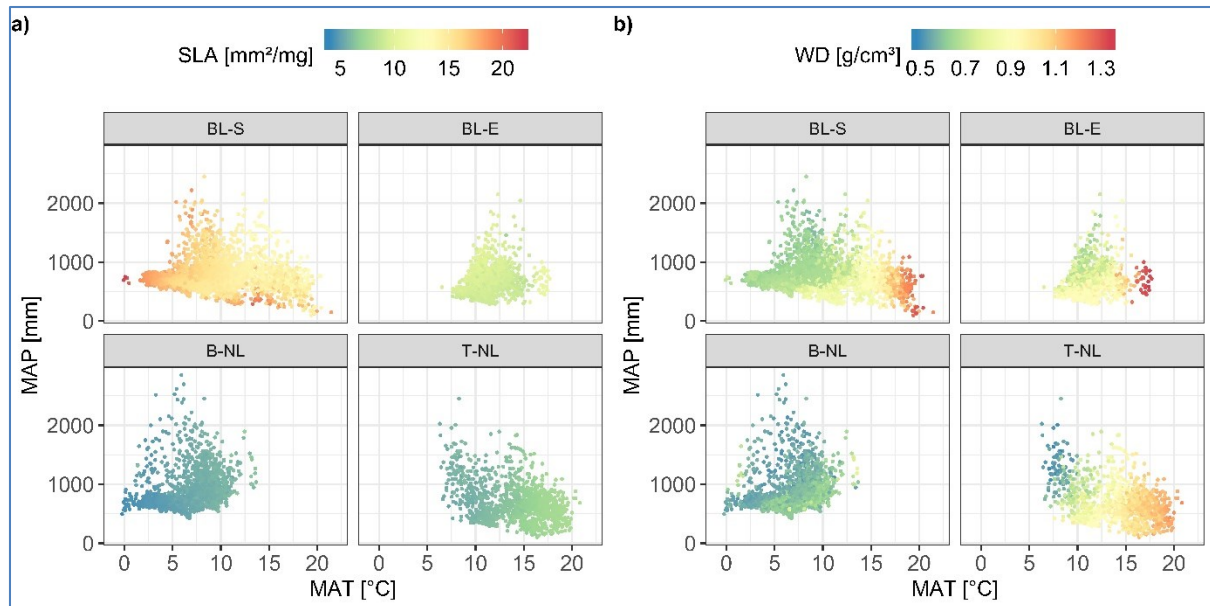 a)
SLA [mm²/mg]
5 10 15 20
BL-S BL-E
2000
1000
0
B-NL T-NL
2000
1000
0
MAP [mm]
0 5 10 15 20 0 5 10 15 20
MAT [°C]
b)
WD [g/cm³]
0.5 0.7 0.9 1.1 1.3
BL-S BL-E
2000
1000
0
B-NL T-NL
2000
1000
0
MAP [mm]
0 5 10 15 20 0 5 10 15 20
MAT [°C]